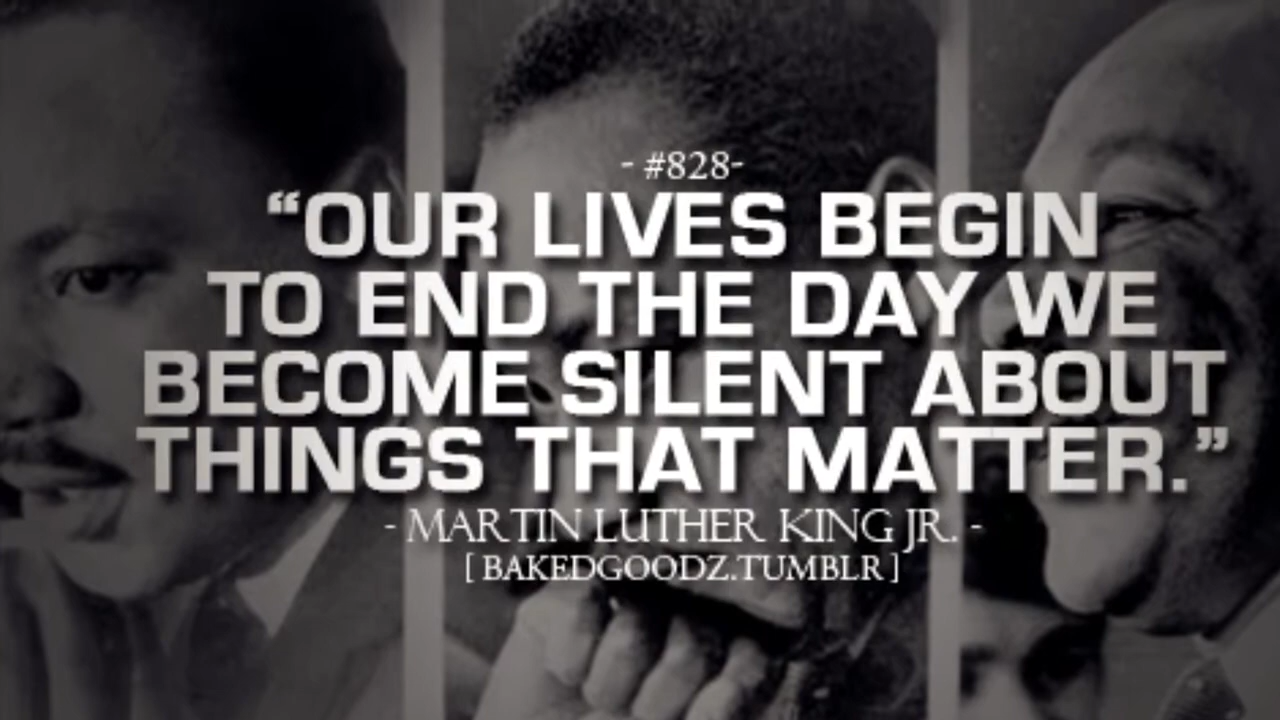 - #828-
“OUR LIVES BEGIN
TO END THE DAY WE
BECOME SILENT ABOUT
THINGS THAT MATTER.”
- MARTIN LUTHER KING JR. -
[ BAKEDGOODZ.TUMBLR ]